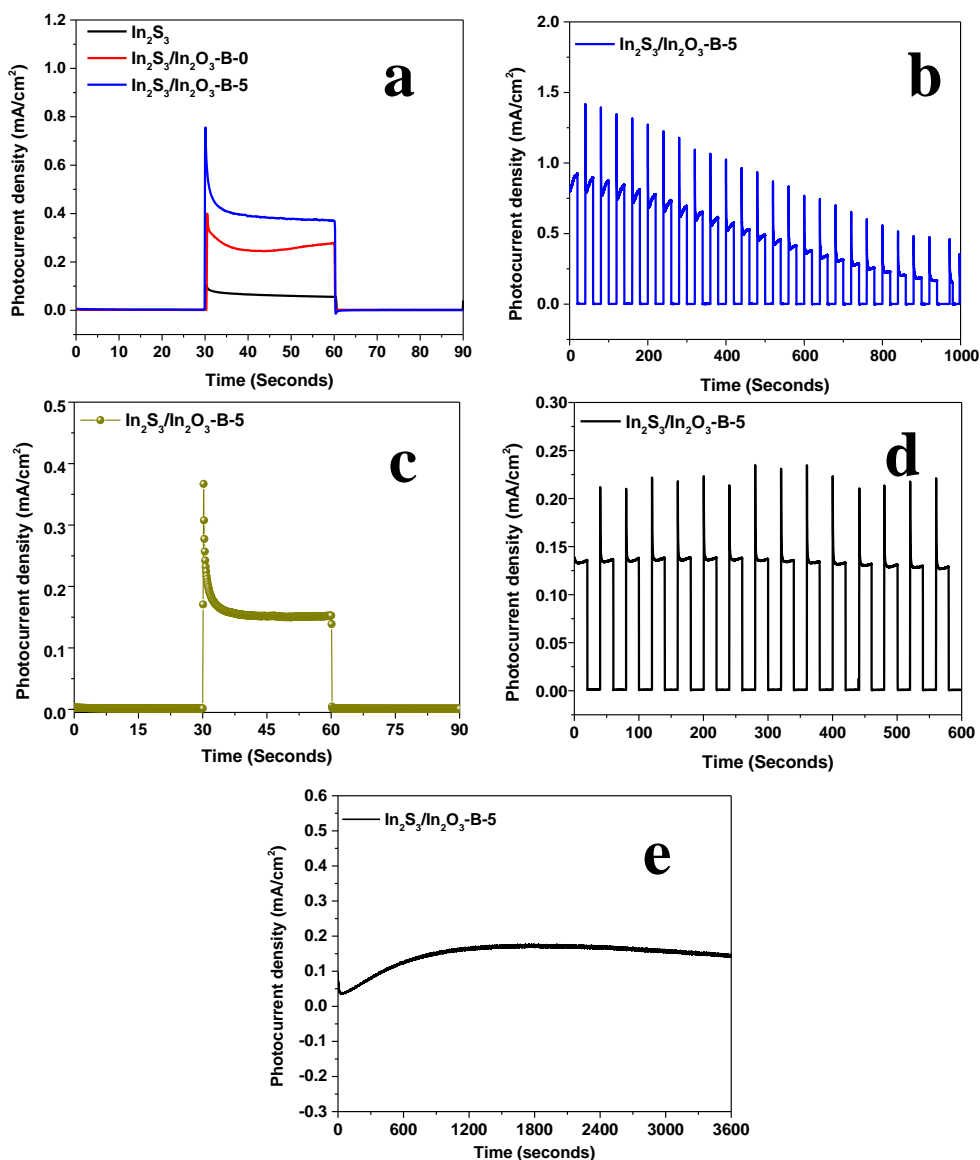 a
In₂S₃
In₂S₃/In₂O₃-B-0
In₂S₃/In₂O₃-B-5
Photocurrent density (mA/cm²)
1.2
1.0
0.8
0.6
0.4
0.2
0.0
0 10 20 30 40 50 60 70 80 90
Time (Seconds)
b
In₂S₃/In₂O₃-B-5
Photocurrent density (mA/cm²)
2.0
1.5
1.0
0.5
0.0
0 200 400 600 800 1000
Time (Seconds)
c
In₂S₃/In₂O₃-B-5
Photocurrent density (mA/cm²)
0.5
0.4
0.3
0.2
0.1
0.0
0 15 30 45 60 75 90
Time (Seconds)
d
In₂S₃/In₂O₃-B-5
Photocurrent density (mA/cm²)
0.30
0.25
0.20
0.15
0.10
0.05
0.00
0 100 200 300 400 500 600
Time (Seconds)
e
In₂S₃/In₂O₃-B-5
Photocurrent density (mA/cm²)
0.6
0.5
0.4
0.3
0.2
0.1
0.0
-0.1
-0.2
-0.3
0 600 1200 1800 2400 3000 3600
Time (seconds)